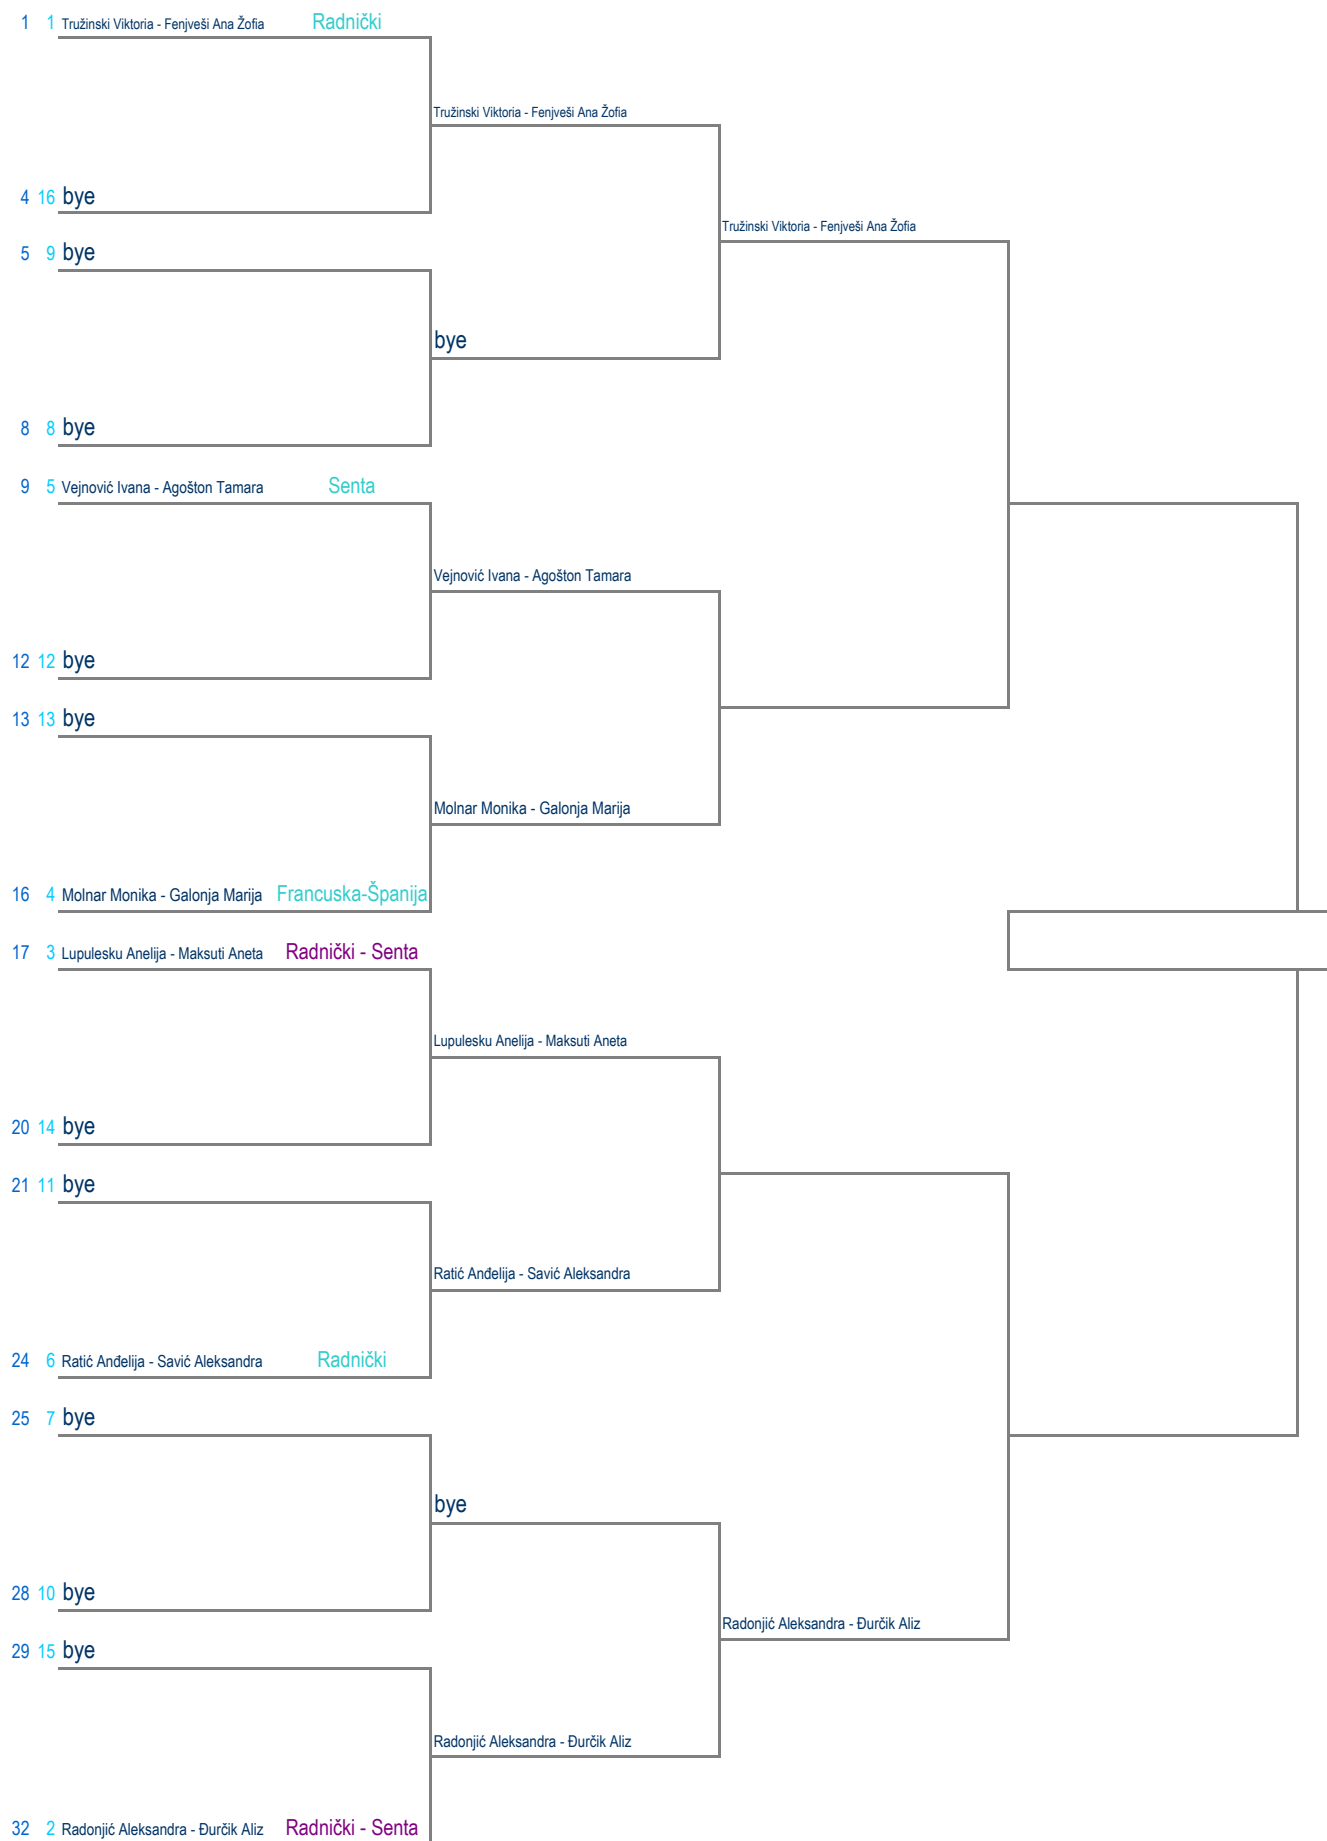 1 1 Tružinski Viktoria - Fenjveši Ana Žofia Radnički
Tružinski Viktoria - Fenjveši Ana Žofia
4 16 bye
Tružinski Viktoria - Fenjveši Ana Žofia
5 9 bye
bye
8 8 bye
9 5 Vejnović Ivana - Agošton Tamara Senta
Vejnović Ivana - Agošton Tamara
12 12 bye
13 13 bye
Molnar Monika - Galonja Marija
16 4 Molnar Monika - Galonja Marija Francuska-Španija
17 3 Lupulesku Anelija - Maksuti Aneta Radnički - Senta
Lupulesku Anelija - Maksuti Aneta
20 14 bye
21 11 bye
Ratić Anđelija - Savić Aleksandra
24 6 Ratić Anđelija - Savić Aleksandra Radnički
25 7 bye
bye
28 10 bye
Radonjić Aleksandra - Đurčik Aliz
29 15 bye
Radonjić Aleksandra - Đurčik Aliz
32 2 Radonjić Aleksandra - Đurčik Aliz Radnički - Senta